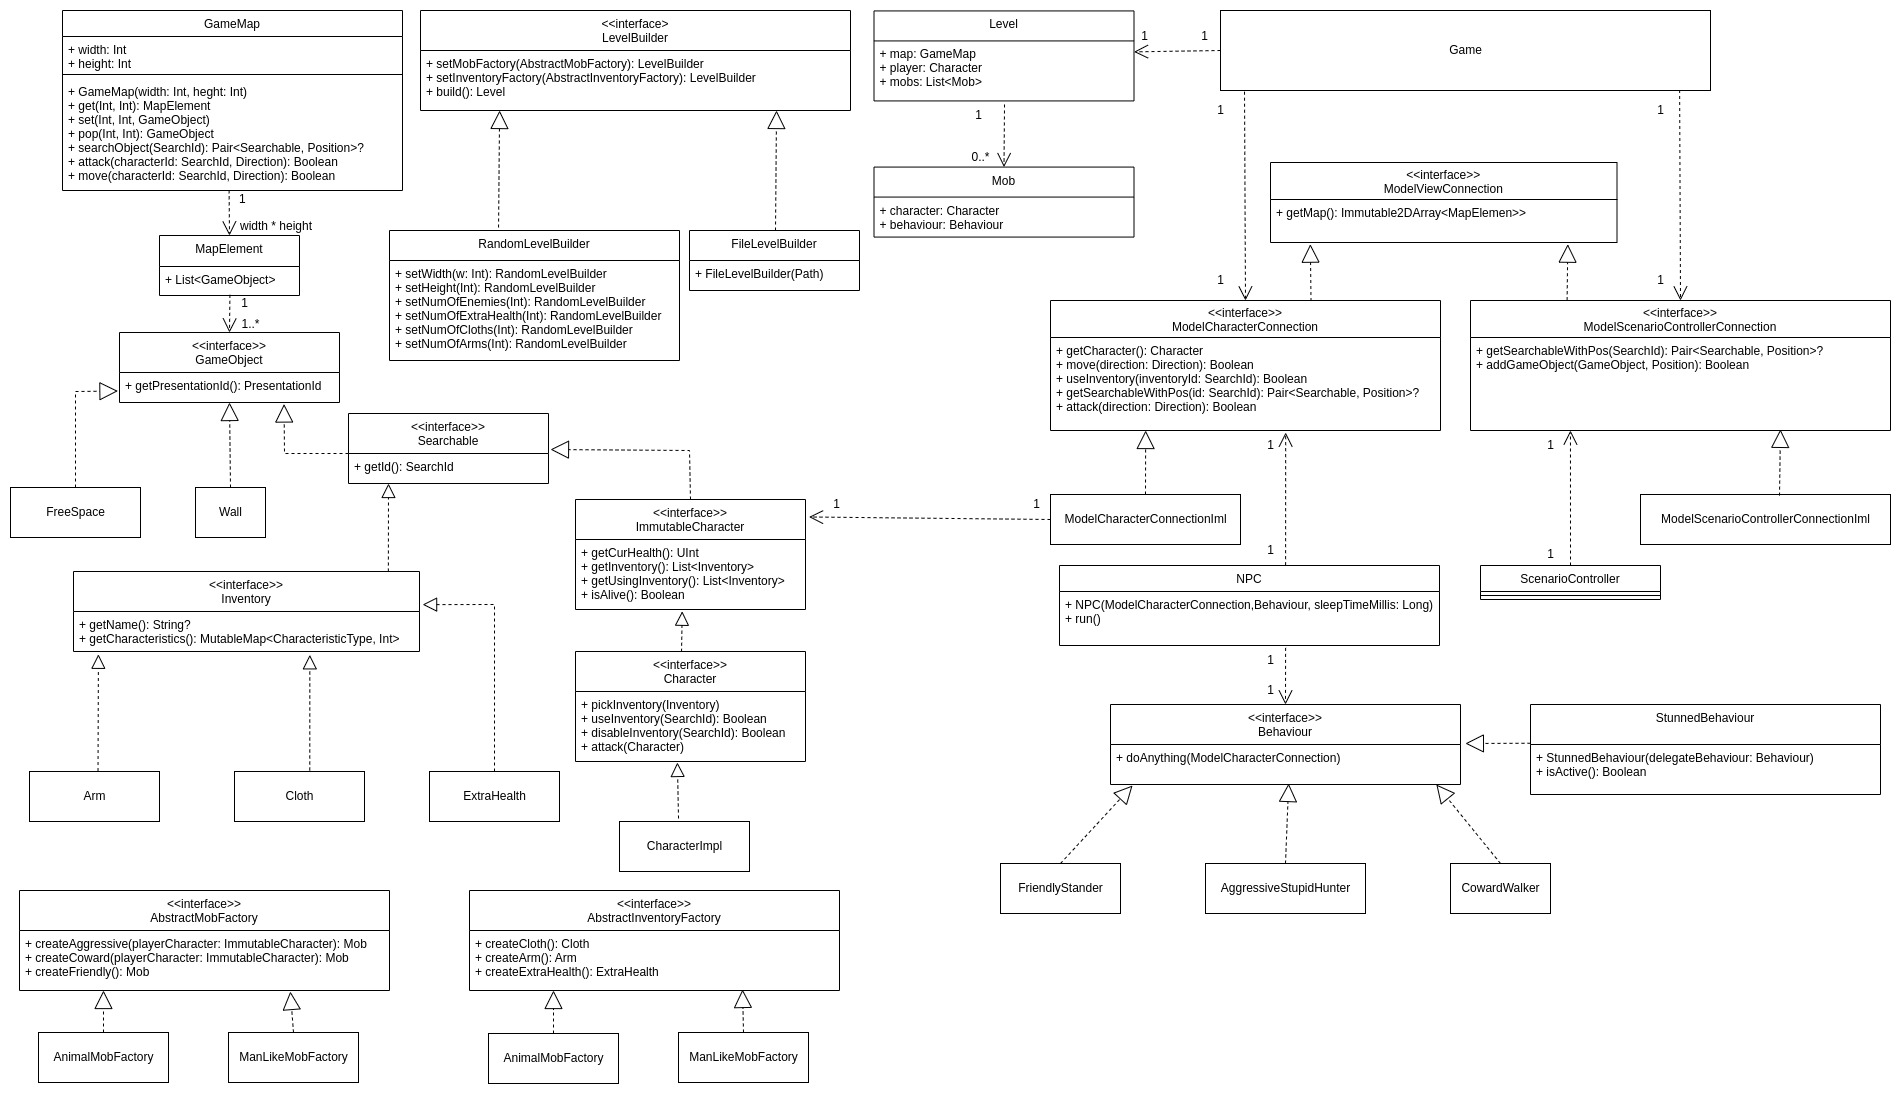 GameMap
+ width: Int
+ height: Int
+ GameMap(width: Int, heght: Int)
+ get(Int, Int): MapElement
+ set(Int, Int, GameObject)
+ pop(Int, Int): GameObject
+ searchObject(SearchId): Pair<Searchable, Position>?
+ attack(characterId: SearchId, Direction): Boolean
+ move(characterId: SearchId, Direction): Boolean
1
width * height
MapElement
+ List<GameObject>
1
1..*
<<interface>>
GameObject
+ getPresentationId(): PresentationId
FreeSpace
Wall
<<interface>
LevelBuilder
+ setMobFactory(AbstractMobFactory): LevelBuilder
+ setInventoryFactory(AbstractInventoryFactory): LevelBuilder
+ build(): Level
RandomLevelBuilder
+ setWidth(w: Int): RandomLevelBuilder
+ setHeight(Int): RandomLevelBuilder
+ setNumOfEnemies(Int): RandomLevelBuilder
+ setNumOfExtraHealth(Int): RandomLevelBuilder
+ setNumOfCloths(Int): RandomLevelBuilder
+ setNumOfArms(Int): RandomLevelBuilder
FileLevelBuilder
+ FileLevelBuilder(Path)
Level
+ map: GameMap
+ player: Character
+ mobs: List<Mob>
1
1
Game
1
0..*
Mob
+ character: Character
+ behaviour: Behaviour
1
1
<<interface>>
ModelViewConnection
+ getMap(): Immutable2DArray<MapElemen>>
1
1
<<interface>>
ModelCharacterConnection
+ getCharacter(): Character
+ move(direction: Direction): Boolean
+ useInventory(inventoryId: SearchId): Boolean
+ getSearchableWithPos(id: SearchId): Pair<Searchable, Position>?
+ attack(direction: Direction): Boolean
<<interface>>
ModelScenarioControllerConnection
+ getSearchableWithPos(SearchId): Pair<Searchable, Position>?
+ addGameObject(GameObject, Position): Boolean
<<interface>>
Searchable
+ getId(): SearchId
<<interface>>
ImmutableCharacter
+ getCurHealth(): UInt
+ getInventory(): List<Inventory>
+ getUsingInventory(): List<Inventory>
+ isAlive(): Boolean
1
1
ModelCharacterConnectionIml
1
1
1
1
ModelScenarioControllerConnectionIml
ScenarioController
NPC
+ NPC(ModelCharacterConnection,Behaviour, sleepTimeMillis: Long)
+ run()
1
1
<<interface>>
Inventory
+ getName(): String?
+ getCharacteristics(): MutableMap<CharacteristicType, Int>
<<interface>>
Character
+ pickInventory(Inventory)
+ useInventory(SearchId): Boolean
+ disableInventory(SearchId): Boolean
+ attack(Character)
<<interface>>
Behaviour
+ doAnything(ModelCharacterConnection)
StunnedBehaviour
+ StunnedBehaviour(delegateBehaviour: Behaviour)
+ isActive(): Boolean
Arm
Cloth
ExtraHealth
CharacterImpl
FriendlyStander
AggressiveStupidHunter
CowardWalker
<<interface>>
AbstractMobFactory
+ createAggressive(playerCharacter: ImmutableCharacter): Mob
+ createCoward(playerCharacter: ImmutableCharacter): Mob
+ createFriendly(): Mob
<<interface>>
AbstractInventoryFactory
+ createCloth(): Cloth
+ createArm(): Arm
+ createExtraHealth(): ExtraHealth
AnimalMobFactory
ManLikeMobFactory
AnimalMobFactory
ManLikeMobFactory